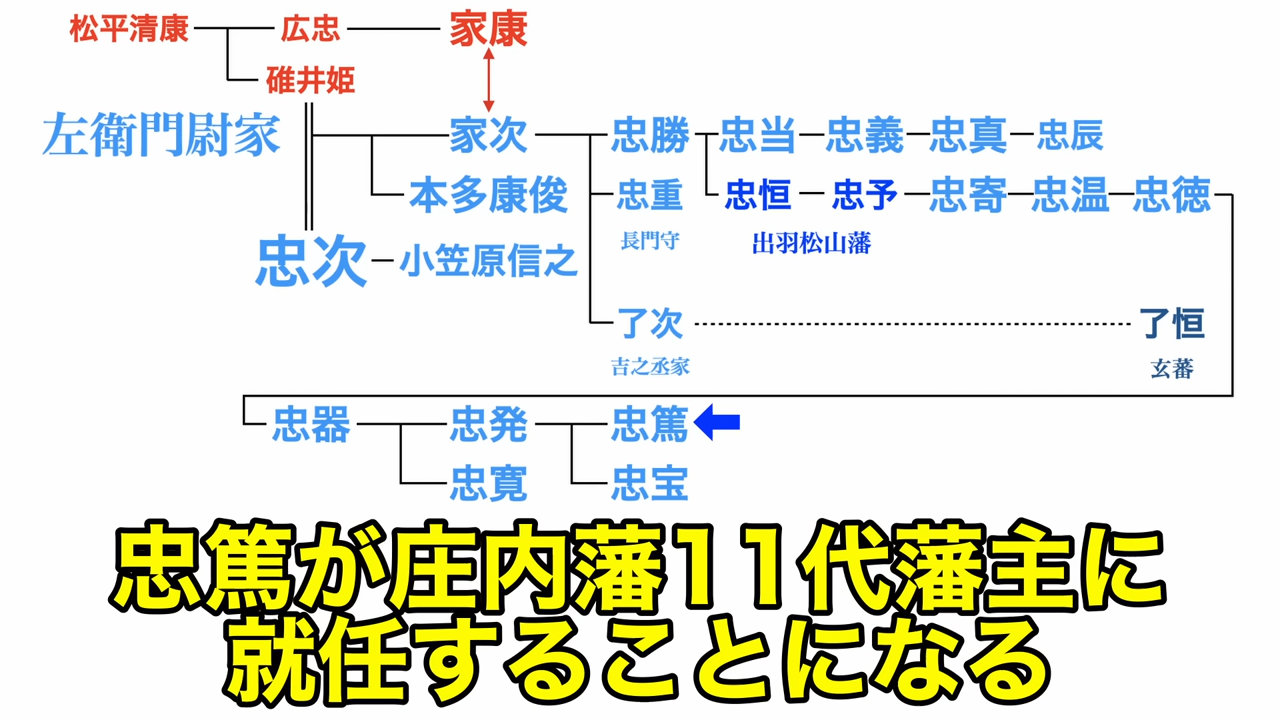 松平清康 広忠 家康
碓井姫
左衛門尉家
家次 忠勝 忠当 忠義 忠真 忠辰
本多康俊 忠重 忠恒 忠予 忠寄 忠温 忠徳
長門守 出羽松山藩
忠次 小笠原信之
了次 了恒
吉之丞家 玄蕃
忠器 忠発 忠篤
忠寛 忠宝
忠篤が庄内藩11代藩主に
就任することになる